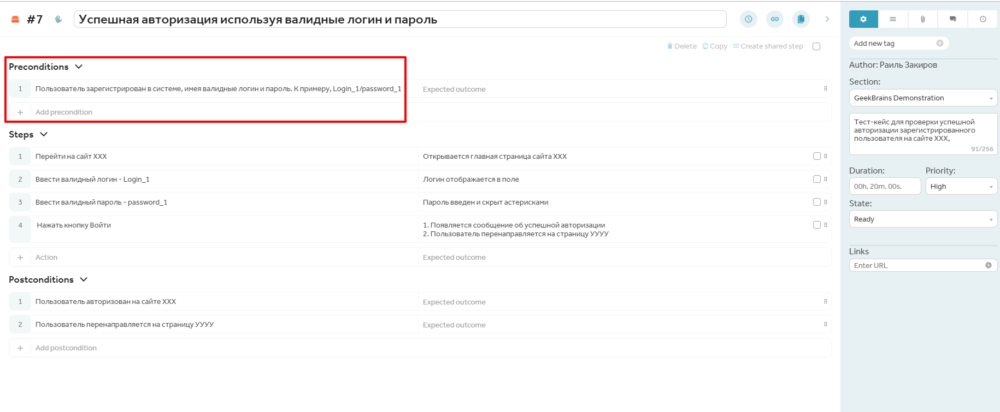 #7 Успешная авторизация используя валидные логин и пароль
Delete Copy Create shared step
Preconditions
1 Пользователь зарегистрирован в системе, имея валидные логин и пароль. К примеру, Login_1/password_1 Expected outcome
+ Add precondition
Steps
1 Перейти на сайт XXX Открывается главная страница сайта XXX
2 Ввести валидный логин - Login_1 Логин отображается в поле
3 Ввести валидный пароль - password_1 Пароль введен и скрыт астерисками
4 Нажать кнопку Войти 1. Появляется сообщение об успешной авторизации
2. Пользователь перенаправляется на страницу УУУУ
+ Action Expected outcome
Postconditions
1 Пользователь авторизован на сайте XXX Expected outcome
2 Пользователь перенаправляется на страницу УУУУ Expected outcome
+ Add postcondition
Add new tag
Author: Раиль Закиров
Section:
GeekBrains Demonstration
Тест-кейс для проверки успешной
авторизации зарегистрированного
пользователя на сайте XXX,
91/256
Duration: Priority:
00h. 20m. 00s. High
State:
Ready
Links
Enter URL